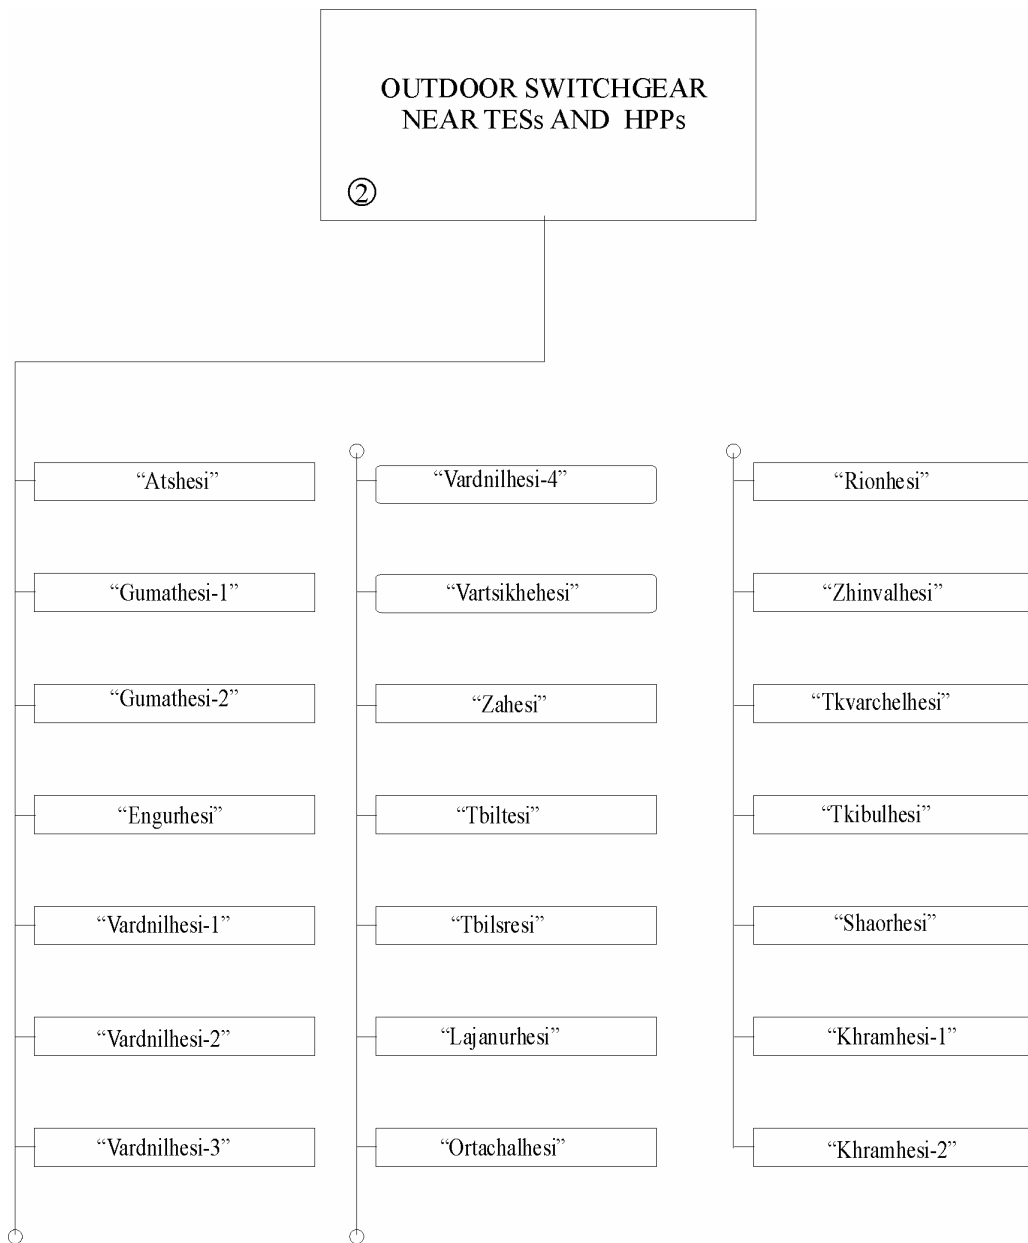 OUTDOOR SWITCHGEAR
NEAR TESs AND HPPs
②
“Atshesi”
“Gumathesi-1”
“Gumathesi-2”
“Engurhesi”
“Vardnilhesi-1”
“Vardnilhesi-2”
“Vardnilhesi-3”
“Vardnilhesi-4”
“Vartsikhehesi”
“Zahesi”
“Tbiltesi”
“Tbilsresi”
“Lajanurhesi”
“Ortachalhesi”
“Rionhesi”
“Zhinvalhesi”
“Tkvarchelhesi”
“Tkibulhesi”
“Shaorhesi”
“Khramhesi-1”
“Khramhesi-2”